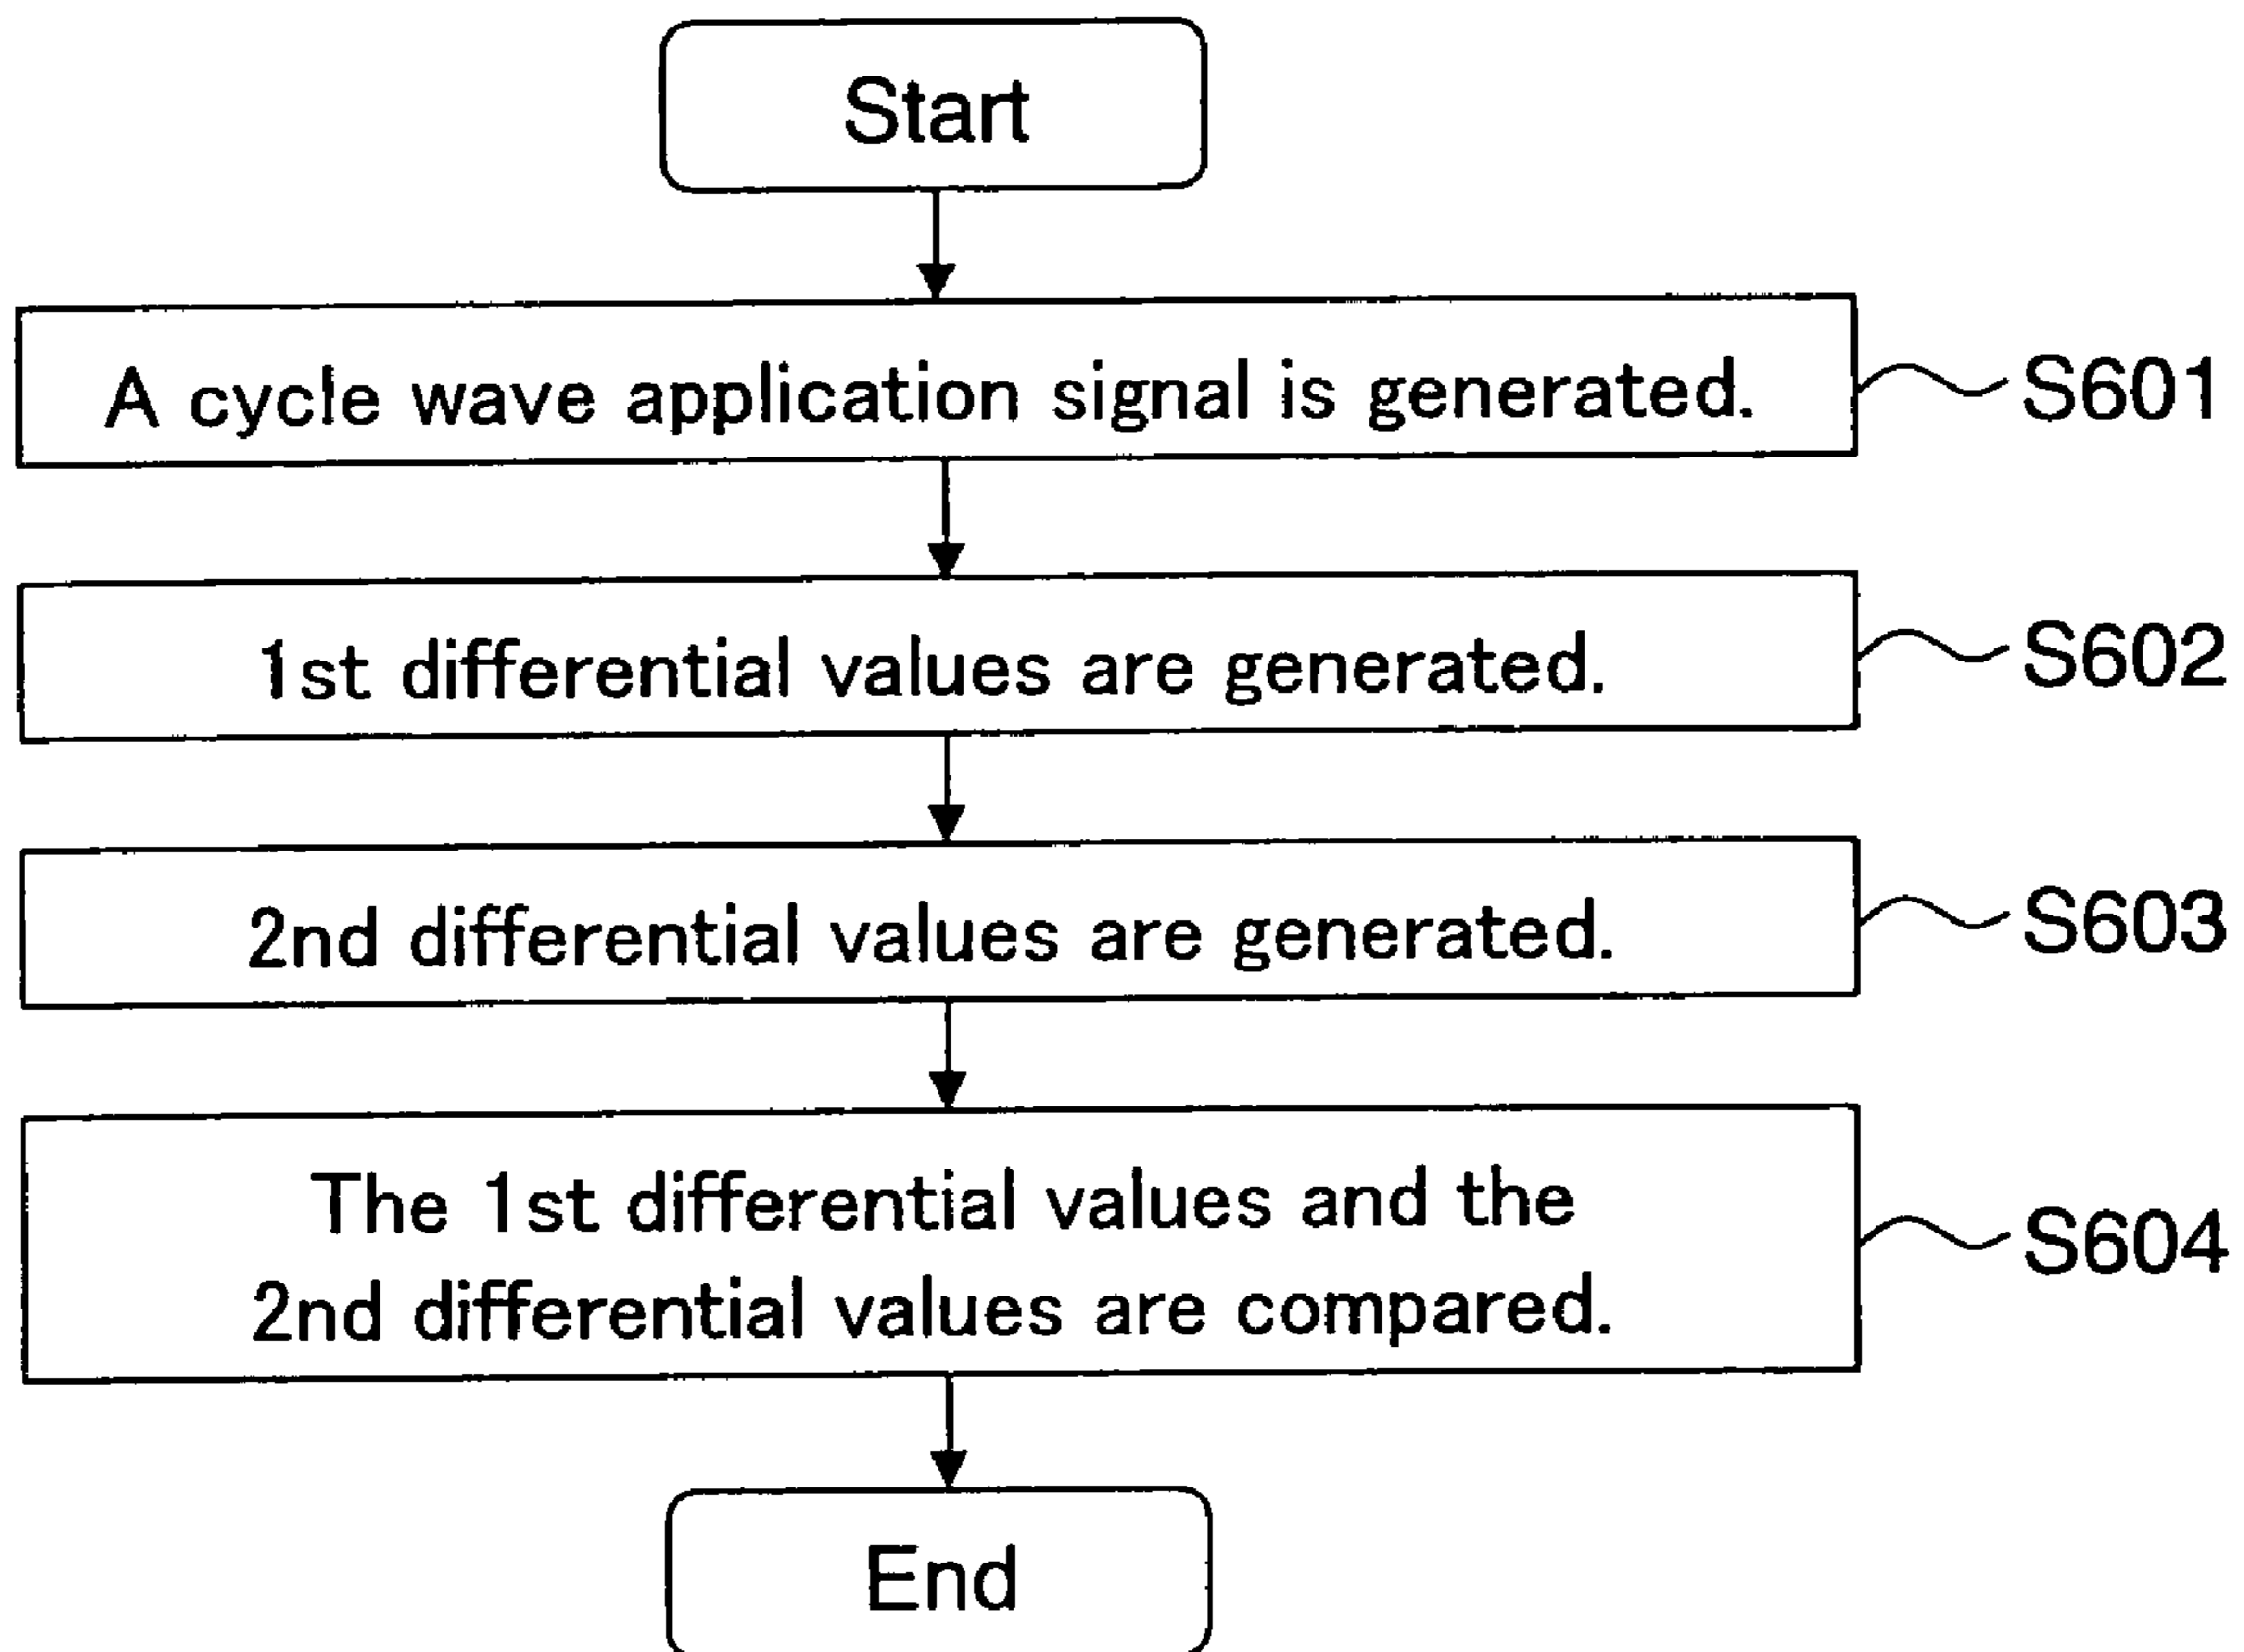 Start
A cycle wave application signal is generated.
S601
1st differential values are generated.
S602
2nd differential values are generated.
S603
The 1st differential values and the
2nd differential values are compared.
S604
End